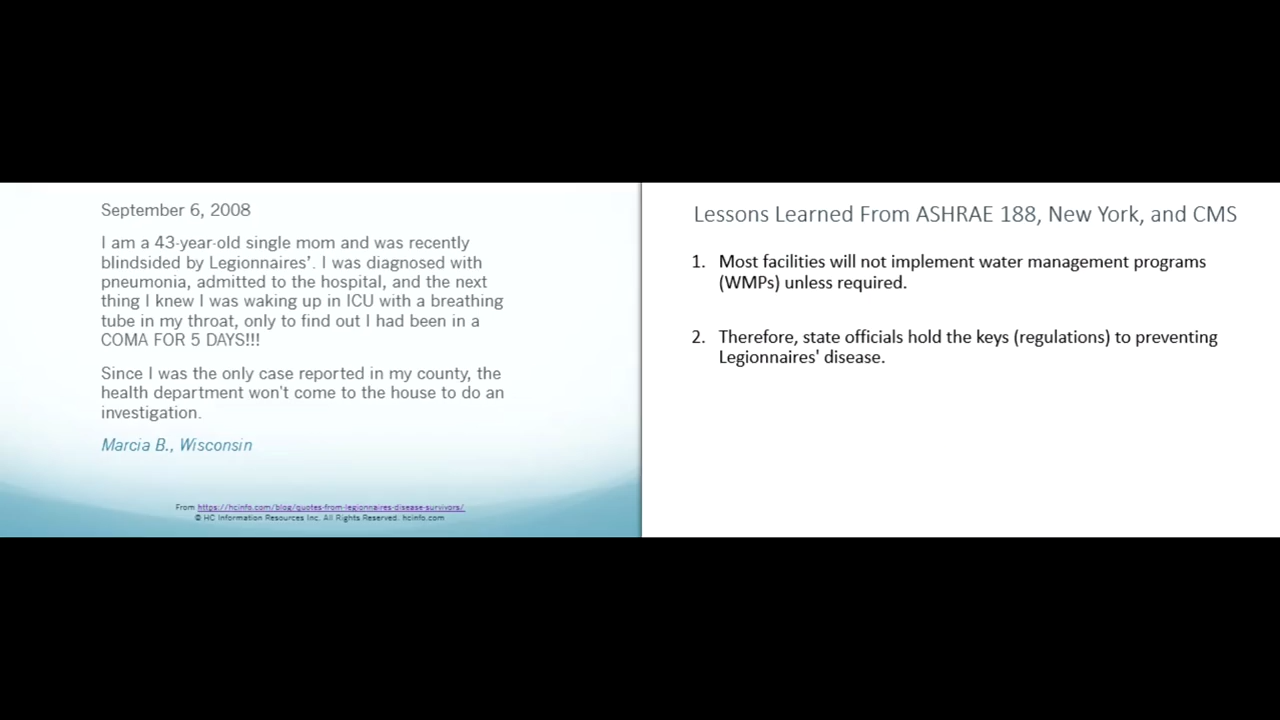 September 6, 2008
I am a 43-year-old single mom and was recently
blindsided by Legionnaires’. I was diagnosed with
pneumonia, admitted to the hospital, and the next
thing I knew I was waking up in ICU with a breathing
tube in my throat, only to find out I had been in a
COMA FOR 5 DAYS!!!
Since I was the only case reported in my county, the
health department won't come to the house to do an
investigation.
Marcia B., Wisconsin
From https://hcinfo.com/blog/quotes-from-legionnaires-disease-survivors/
© HC Information Resources Inc. All Rights Reserved. hcinfo.com
Lessons Learned From ASHRAE 188, New York, and CMS
1. Most facilities will not implement water management programs
(WMPs) unless required.
2. Therefore, state officials hold the keys (regulations) to preventing
Legionnaires' disease.